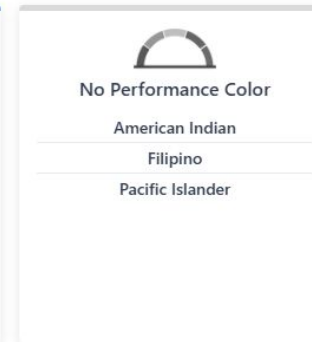 No Performance Color
American Indian
Filipino
Pacific Islander